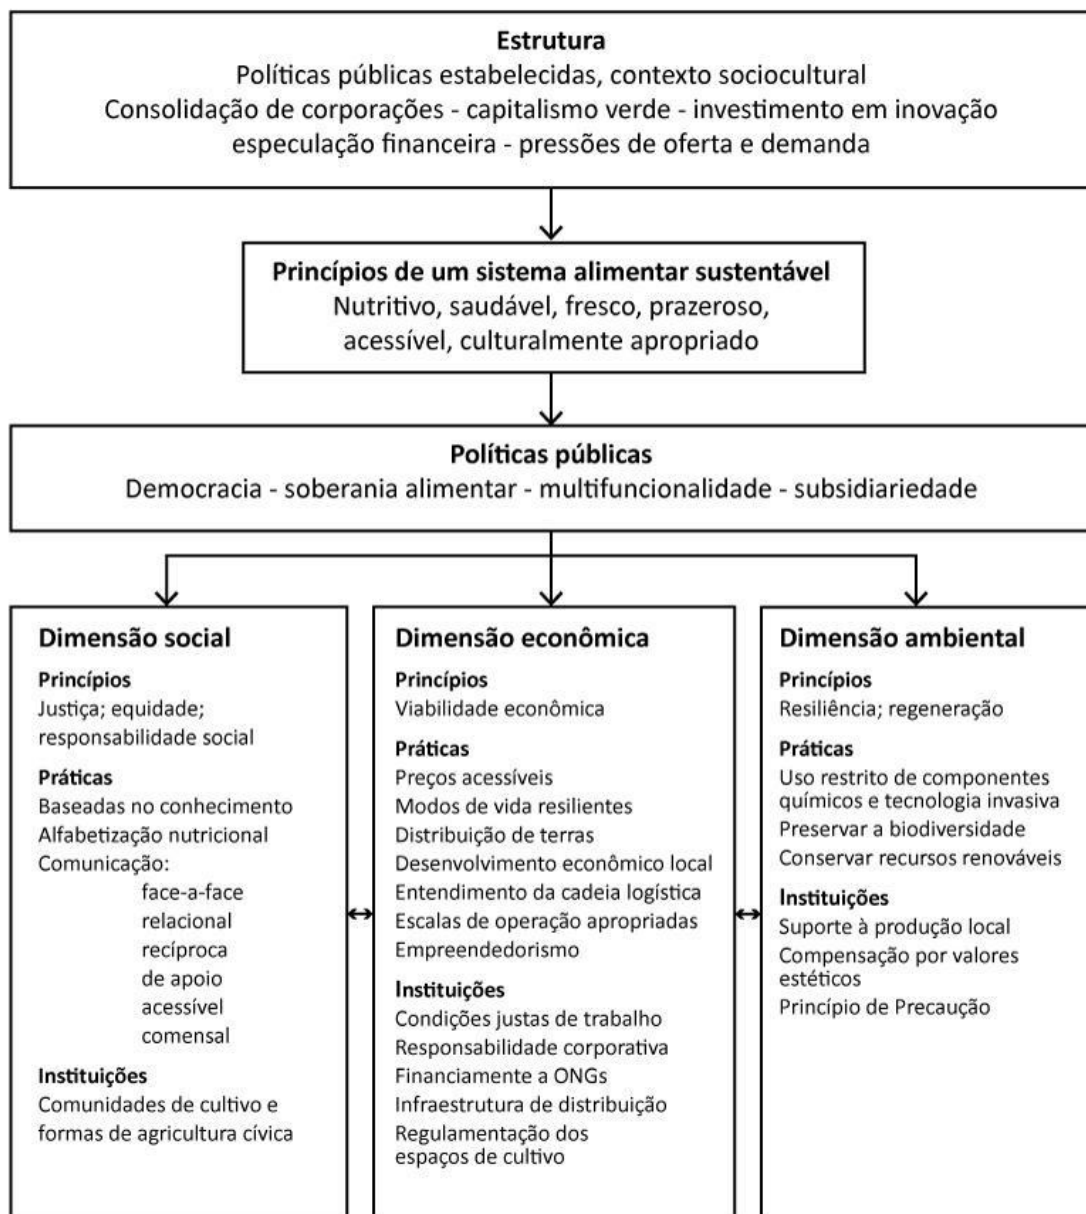 Estrutura
Políticas públicas estabelecidas, contexto sociocultural
Consolidação de corporações - capitalismo verde - investimento em inovação
especulação financeira - pressões de oferta e demanda
Princípios de um sistema alimentar sustentável
Nutritivo, saudável, fresco, prazeroso,
acessível, culturalmente apropriado
Políticas públicas
Democracia - soberania alimentar - multifuncionalidade - subsidiariedade
Dimensão social
Princípios
Justiça; equidade;
responsabilidade social
Práticas
Baseadas no conhecimento
Alfabetização nutricional
Comunicação:
face-a-face
relacional
recíproca
de apoio
acessível
comensal
Instituições
Comunidades de cultivo e
formas de agricultura cívica
Dimensão econômica
Princípios
Viabilidade econômica
Práticas
Preços acessíveis
Modos de vida resilientes
Distribuição de terras
Desenvolvimento econômico local
Entendimento da cadeia logística
Escalas de operação apropriadas
Empreendedorismo
Instituições
Condições justas de trabalho
Responsabilidade corporativa
Financiamente a ONGs
Infraestrutura de distribuição
Regulamentação dos
espaços de cultivo
Dimensão ambiental
Princípios
Resiliência; regeneração
Práticas
Uso restrito de componentes
químicos e tecnologia invasiva
Preservar a biodiversidade
Conservar recursos renováveis
Instituições
Suporte à produção local
Compensação por valores
estéticos
Princípio de Precaução